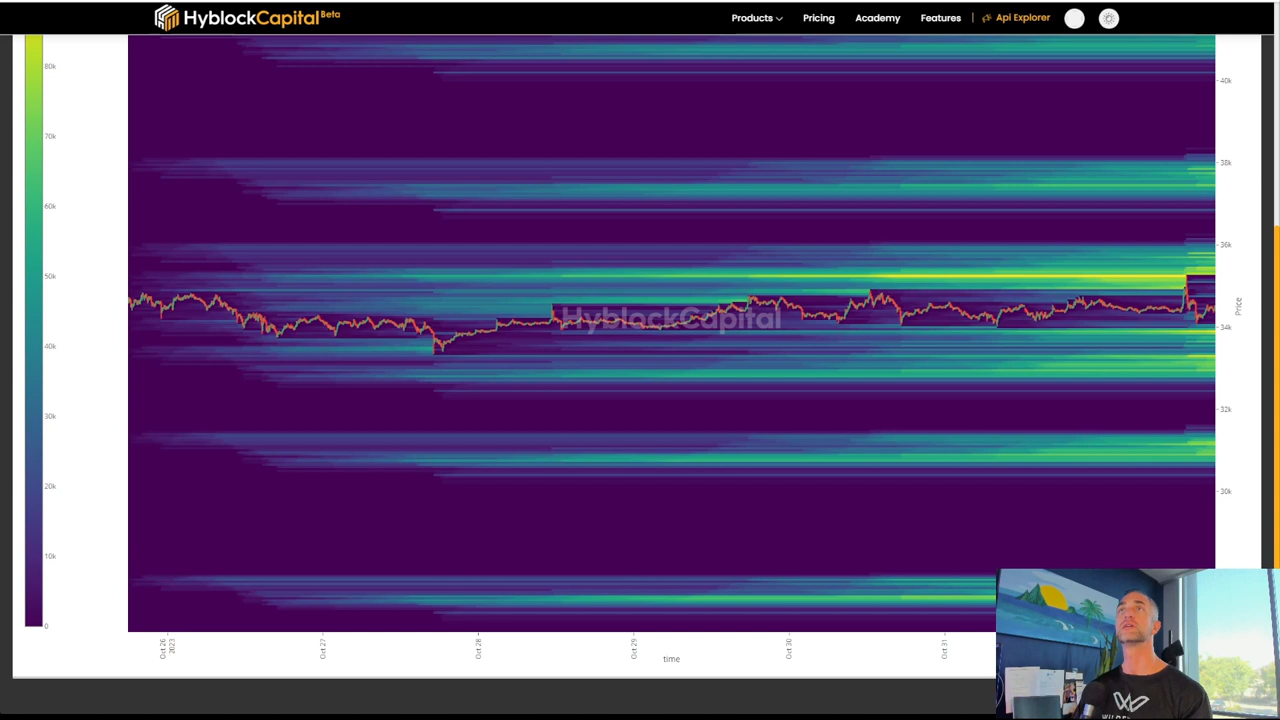 HyblockCapital Beta
Products
Pricing
Academy
Features
Api Explorer
80k
70k
60k
50k
40k
30k
20k
10k
0
40k
38k
36k
34k
32k
30k
Price
HyblockCapital
Oct 26
2023
Oct 27
Oct 28
Oct 29
Oct 30
Oct 31
time